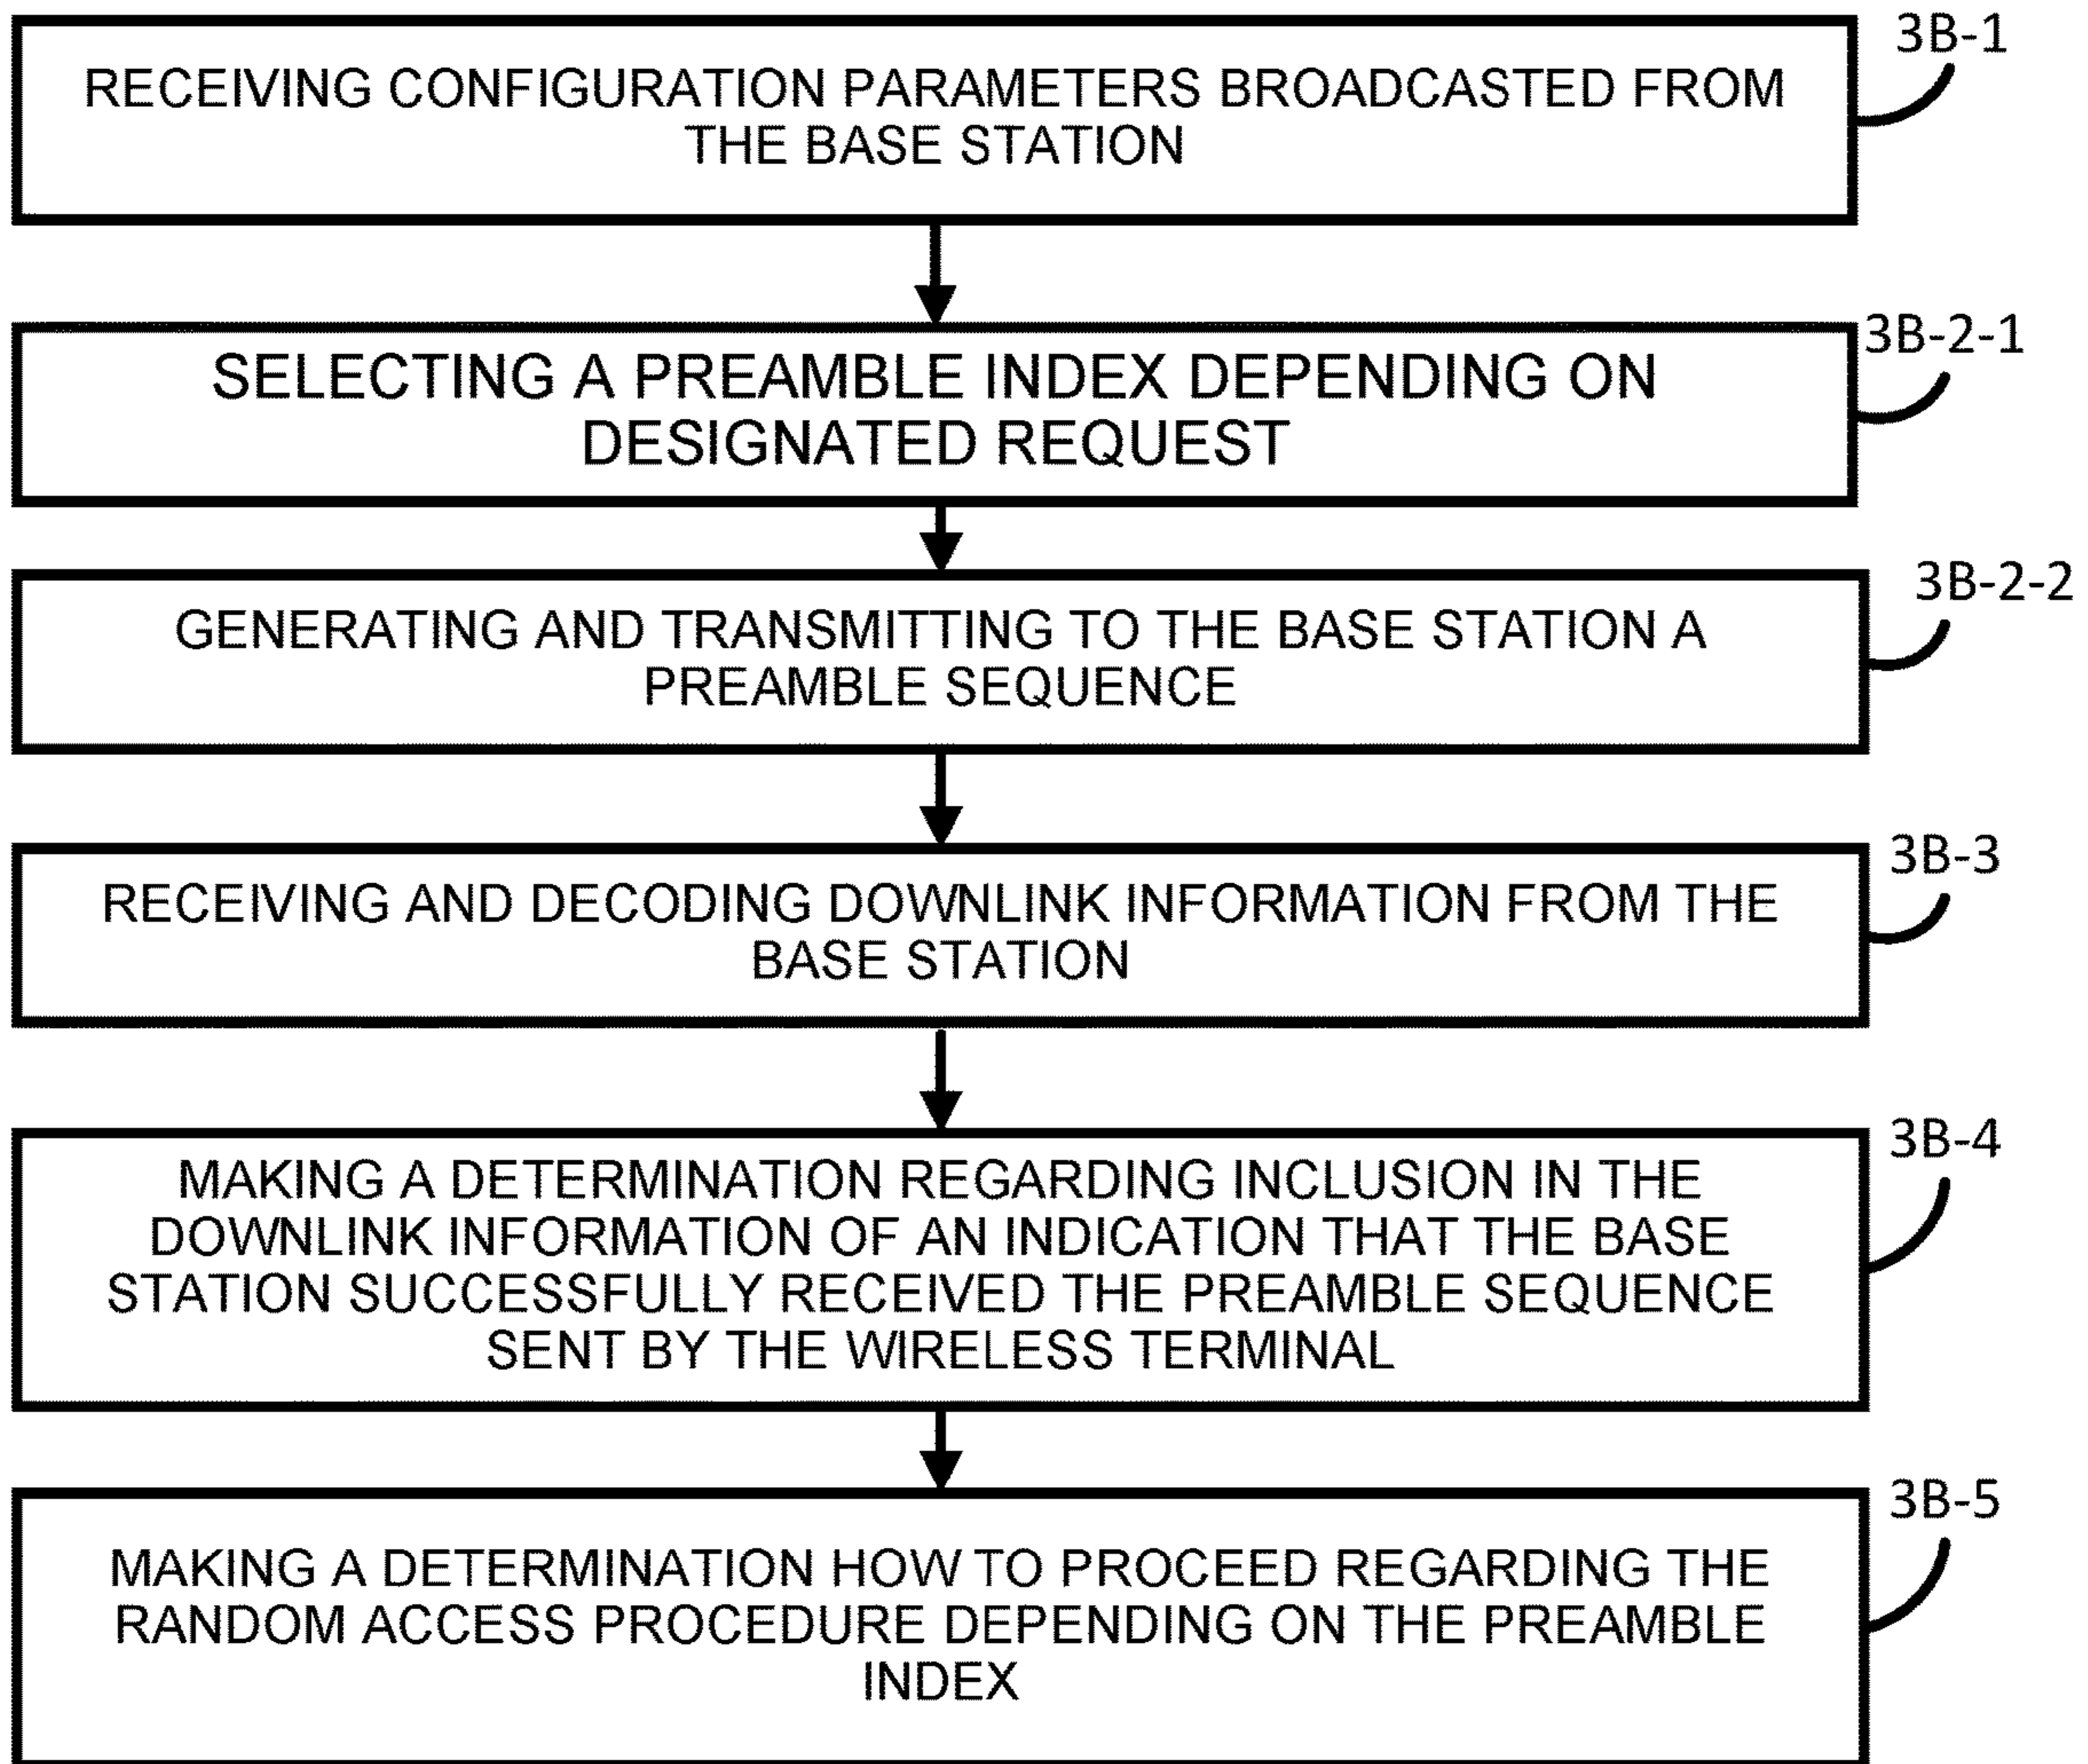 3B-1
RECEIVING CONFIGURATION PARAMETERS BROADCASTED FROM
THE BASE STATION
3B-2-1
SELECTING A PREAMBLE INDEX DEPENDING ON
DESIGNATED REQUEST
3B-2-2
GENERATING AND TRANSMITTING TO THE BASE STATION A
PREAMBLE SEQUENCE
3B-3
RECEIVING AND DECODING DOWNLINK INFORMATION FROM THE
BASE STATION
3B-4
MAKING A DETERMINATION REGARDING INCLUSION IN THE
DOWNLINK INFORMATION OF AN INDICATION THAT THE BASE
STATION SUCCESSFULLY RECEIVED THE PREAMBLE SEQUENCE
SENT BY THE WIRELESS TERMINAL
3B-5
MAKING A DETERMINATION HOW TO PROCEED REGARDING THE
RANDOM ACCESS PROCEDURE DEPENDING ON THE PREAMBLE
INDEX